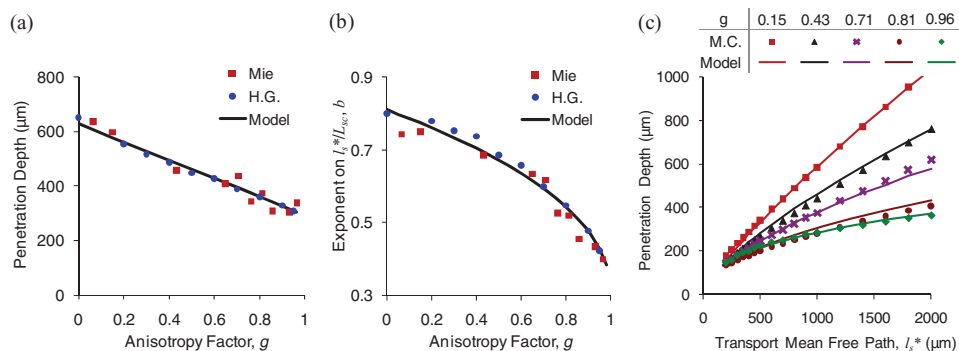 (a)
Penetration Depth (μm)
800
600
400
200
0
0
0.2
0.4
0.6
0.8
1
Anisotropy Factor, g
Mie
H.G.
Model
(b)
Exponent on l_s*/L_sc, b
0.9
0.7
0.5
0.3
0
0.2
0.4
0.6
0.8
1
Anisotropy Factor, g
Mie
H.G.
Model
(c)
g 0.15 0.43 0.71 0.81 0.96
M.C.
Model
Penetration Depth (μm)
1000
800
600
400
200
0
0
500
1000
1500
2000
Transport Mean Free Path, l_s* (μm)